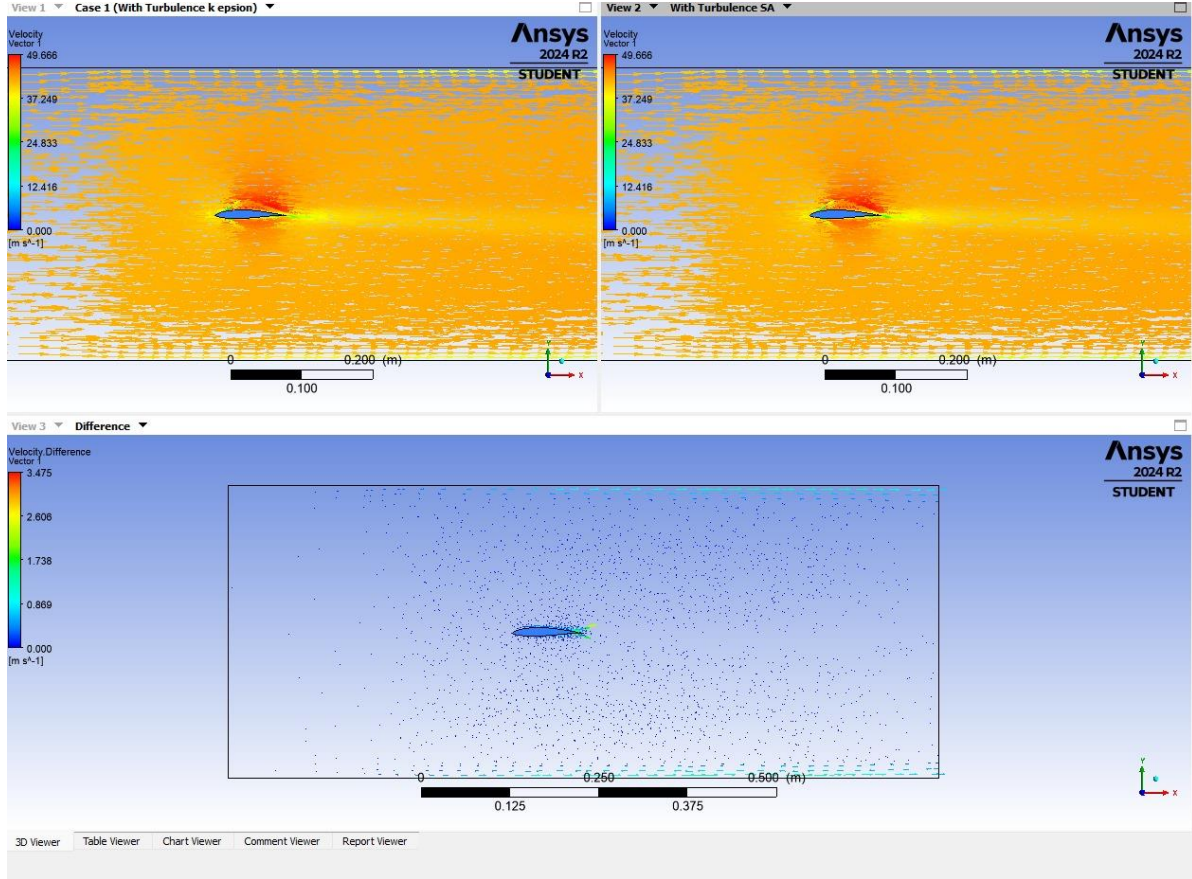 View 1 Case 1 (With Turbulence k epsion)
Velocity
Vector 1
49.666
37.249
24.833
12.416
0.000
[m s^-1]
Ansys
2024 R2
STUDENT
0 0.200 (m)
0.100
Y
X
View 2 With Turbulence SA
Velocity
Vector 1
49.666
37.249
24.833
12.416
0.000
[m s^-1]
Ansys
2024 R2
STUDENT
0 0.200 (m)
0.100
Y
X
View 3 Difference
Velocity.Difference
Vector 1
3.475
2.606
1.738
0.869
0.000
[m s^-1]
Ansys
2024 R2
STUDENT
0 0.250 0.500 (m)
0.125 0.375
Y
X
3D Viewer Table Viewer Chart Viewer Comment Viewer Report Viewer